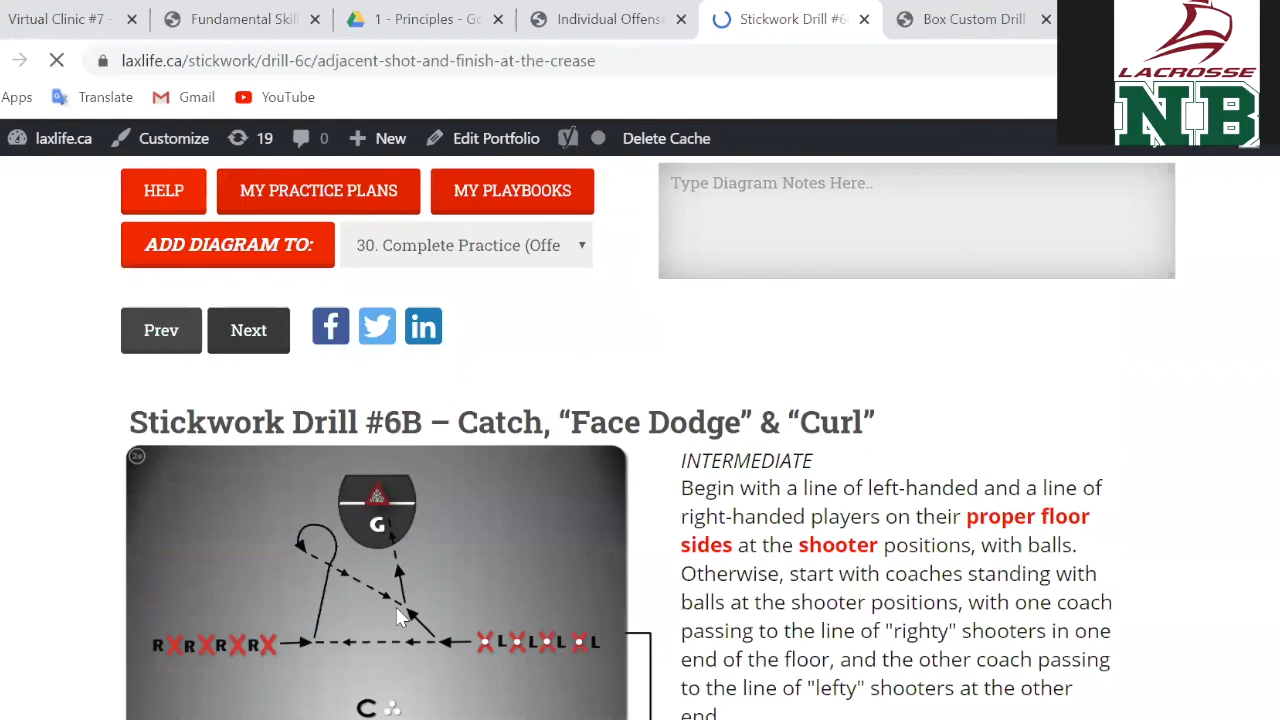 Virtual Clinic #7 -
Fundamental Skil
1 - Principles - Go
Individual Offens
Stickwork Drill #6
Box Custom Drill
laxlife.ca/stickwork/drill-6c/adjacent-shot-and-finish-at-the-crease
Apps Translate Gmail YouTube
LACROSSE
NB
laxlife.ca Customize 19 0 New Edit Portfolio Delete Cache
HELP
MY PRACTICE PLANS
MY PLAYBOOKS
Type Diagram Notes Here..
ADD DIAGRAM TO:
30. Complete Practice (Offe
Prev
Next
Stickwork Drill #6B – Catch, “Face Dodge” & “Curl”
G
R R R R
L L L L
C
INTERMEDIATE
Begin with a line of left-handed and a line of
right-handed players on their proper floor
sides at the shooter positions, with balls.
Otherwise, start with coaches standing with
balls at the shooter positions, with one coach
passing to the line of "righty" shooters in one
end of the floor, and the other coach passing
to the line of "lefty" shooters at the other
end.